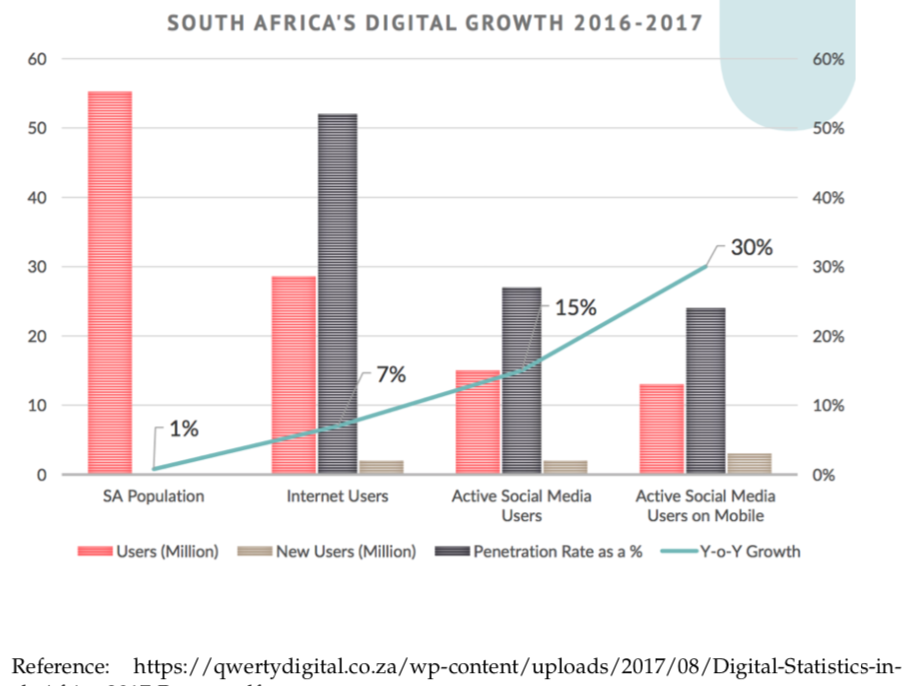 SOUTH AFRICA'S DIGITAL GROWTH 2016-2017
60 60%
50 50%
40 40%
30 30%
20 20%
10 10%
0 0%
30%
15%
7%
1%
SA Population Internet Users Active Social Media Users Active Social Media Users on Mobile
Users (Million) New Users (Million) Penetration Rate as a % Y-o-Y Growth
Reference: https://qwertydigital.co.za/wp-content/uploads/2017/08/Digital-Statistics-in-